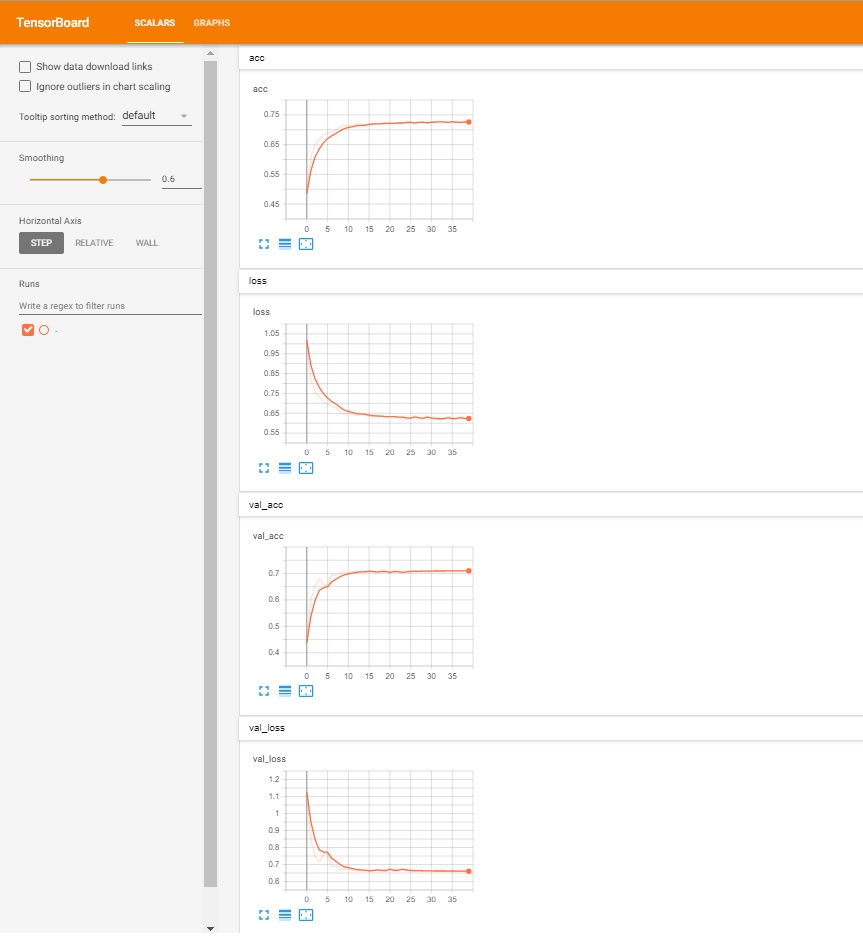 TensorBoard SCALARS GRAPHS
Show data download links
Ignore outliers in chart scaling
Tooltip sorting method: default
Smoothing
0.6
Horizontal Axis
STEP RELATIVE WALL
Runs
Write a regex to filter runs
.
acc
acc
0.75
0.65
0.55
0.45
0 5 10 15 20 25 30 35
loss
loss
1.05
0.95
0.85
0.75
0.65
0.55
0 5 10 15 20 25 30 35
val_acc
val_acc
0.7
0.6
0.5
0.4
0 5 10 15 20 25 30 35
val_loss
val_loss
1.2
1.1
1
0.9
0.8
0.7
0.6
0 5 10 15 20 25 30 35